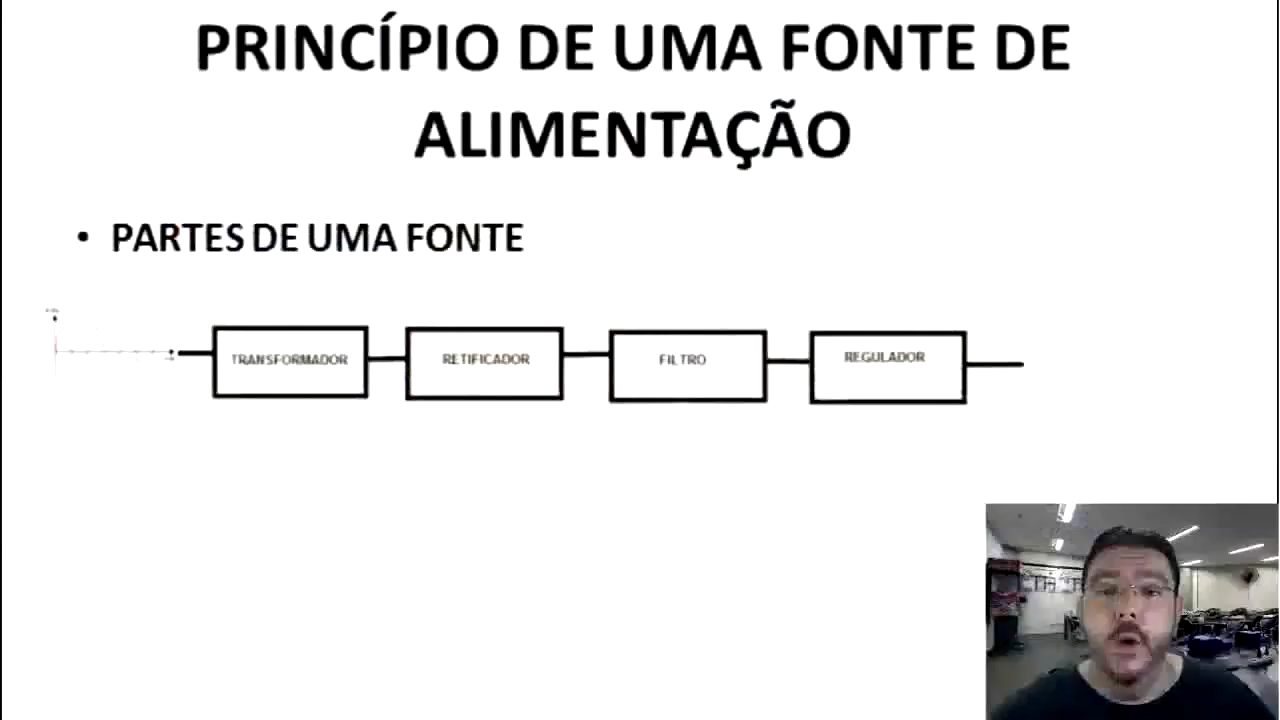 PRINCÍPIO DE UMA FONTE DE
ALIMENTAÇÃO
• PARTES DE UMA FONTE
TRANSFORMADOR
RETIFICADOR
FILTRO
REGULADOR